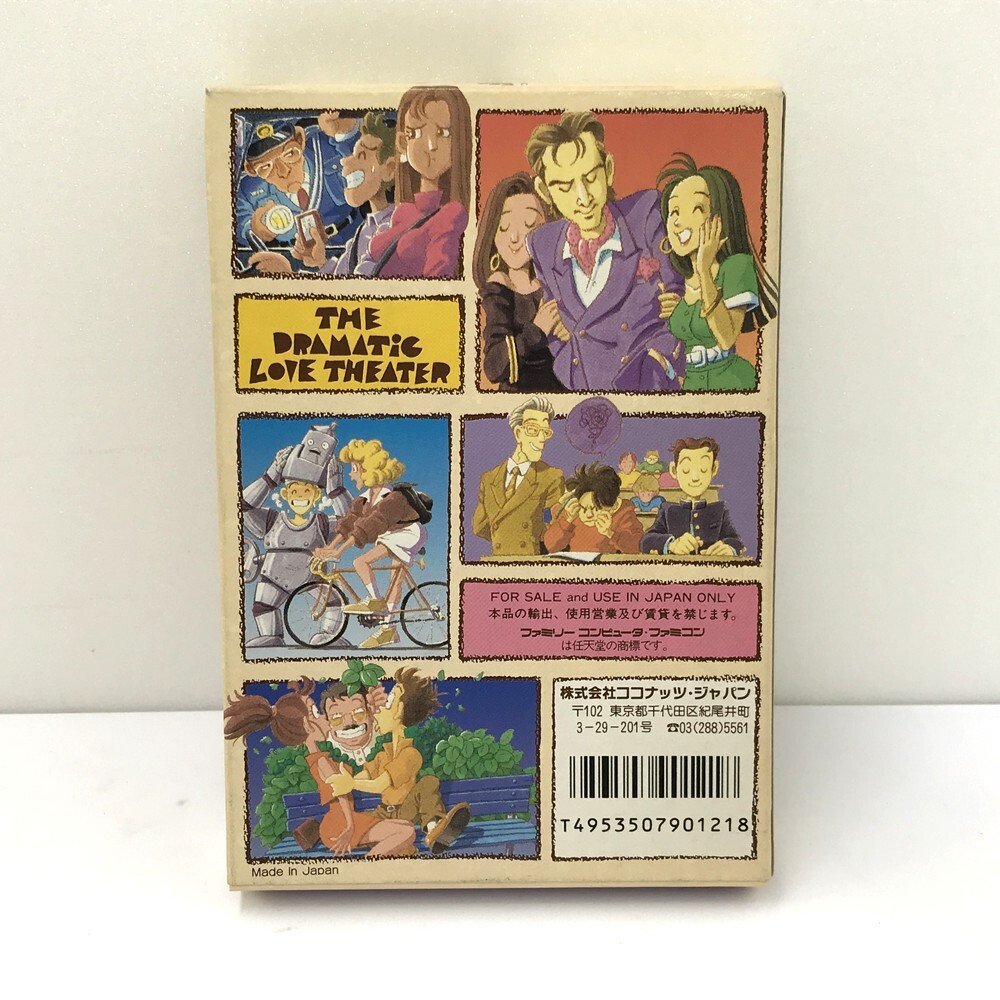 THE
DRAMATIC
LOVE THEATER
FOR SALE and USE IN JAPAN ONLY
本品の輸出、使用営業及び賃貸を禁じます。
ファミリー コンピュータ・ファミコン
は任天堂の商標です。
株式会社ココナッツ・ジャパン
〒102 東京都千代田区紀尾井町
3-29-201号 ☎03(288)5561
T4953507901218
Made in Japan